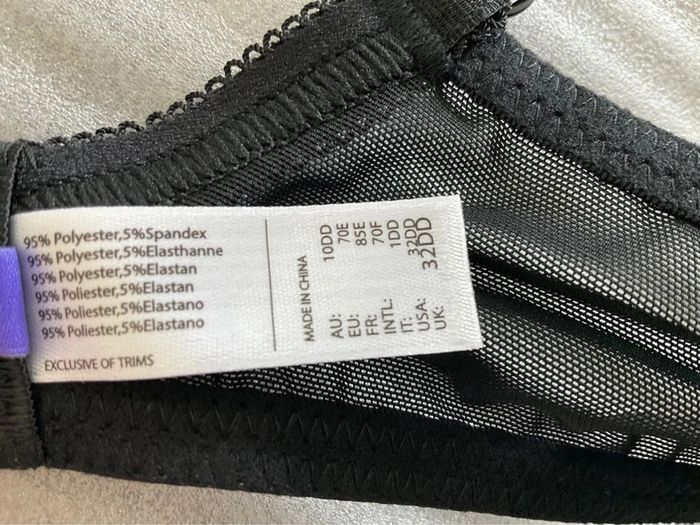 95% Polyester,5%Spandex
95% Polyester,5%Elasthanne
95% Polyester,5%Elastan
95% Poliester,5%Elastan
95% Poliester,5%Elastano
95% Poliester,5%Elastano
EXCLUSIVE OF TRIMS
MADE IN CHINA
AU: 10DD
EU: 70E
FR: 85E
INTL: 70F
IT: 1DD
USA: 32DD
UK: 32DD